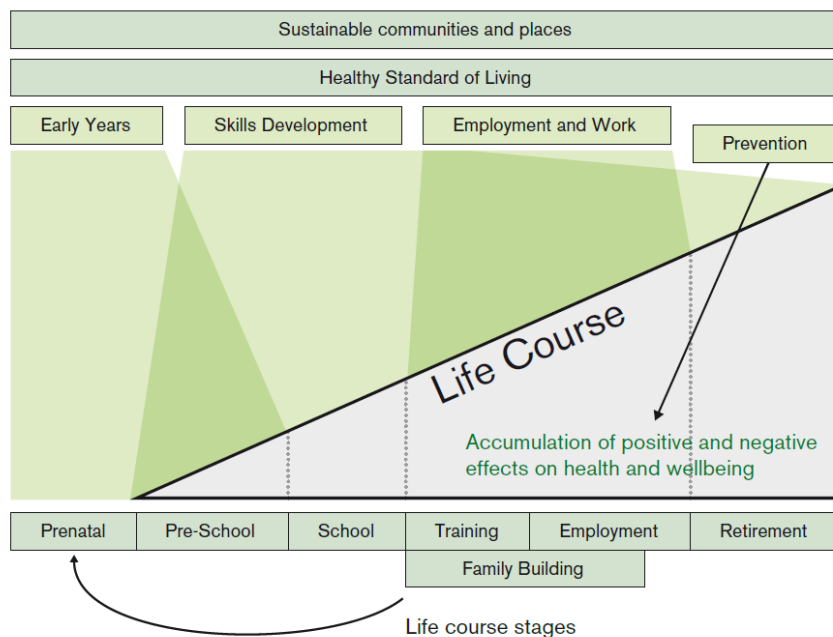 Sustainable communities and places
Healthy Standard of Living
Early Years
Skills Development
Employment and Work
Prevention
Life Course
Accumulation of positive and negative
effects on health and wellbeing
Prenatal
Pre-School
School
Training
Employment
Retirement
Family Building
Life course stages